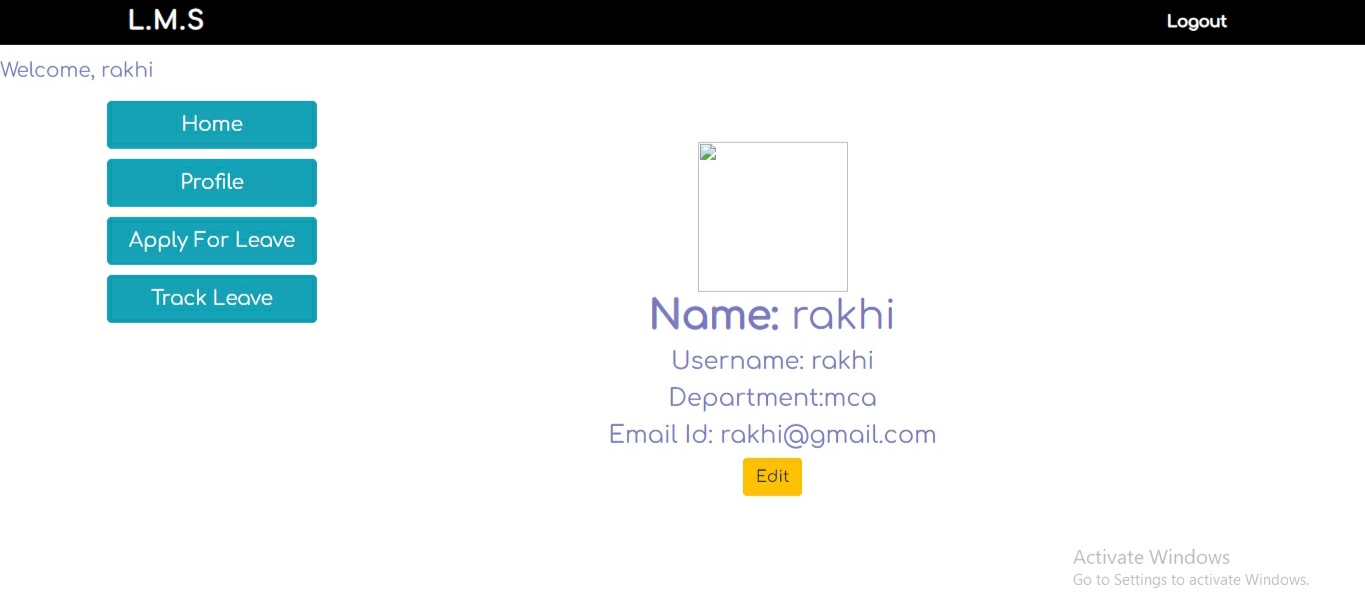 L.M.S
Logout
Welcome, rakhi
Home
Profile
Apply For Leave
Track Leave
Name: rakhi
Username: rakhi
Department:mca
Email Id: rakhi@gmail.com
Edit
Activate Windows
Go to Settings to activate Windows.